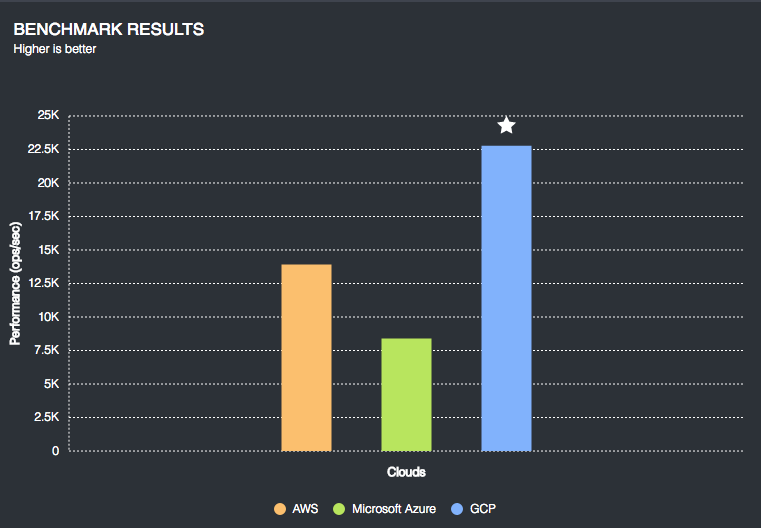 BENCHMARK RESULTS
Higher is better
25K
22.5K
20K
17.5K
15K
12.5K
10K
7.5K
5K
2.5K
0
Performance (ops/sec)
Clouds
AWS Microsoft Azure GCP